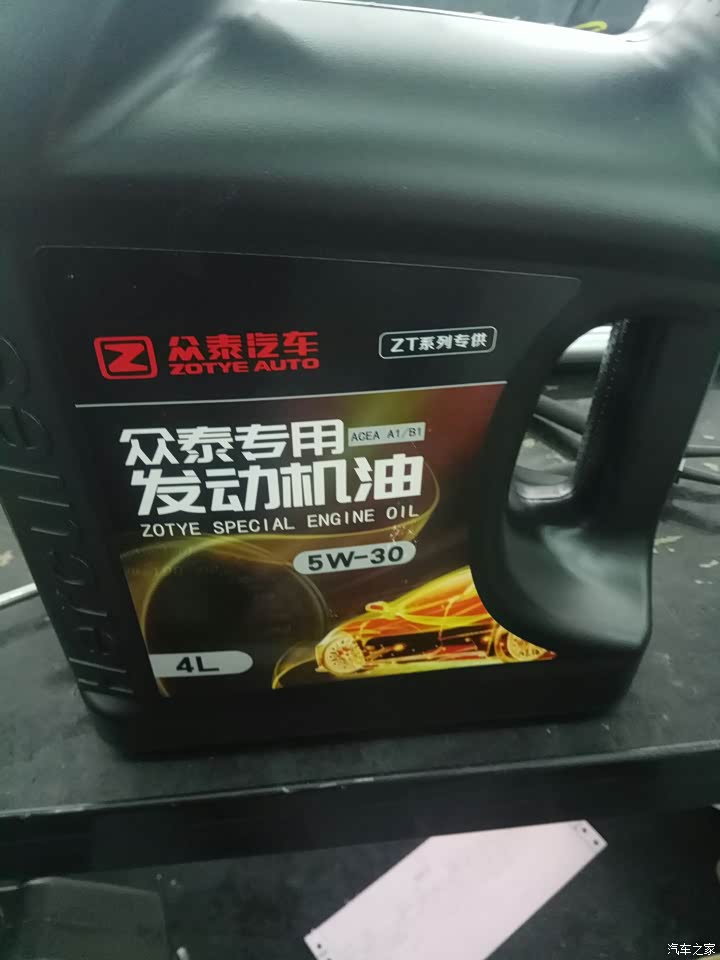 众泰汽车
ZOTYE AUTO
ZT系列专供
众泰专用
ACEA A1/B1
发动机油
ZOTYE SPECIAL ENGINE OIL
5W-30
4L
Hercules
汽车之家